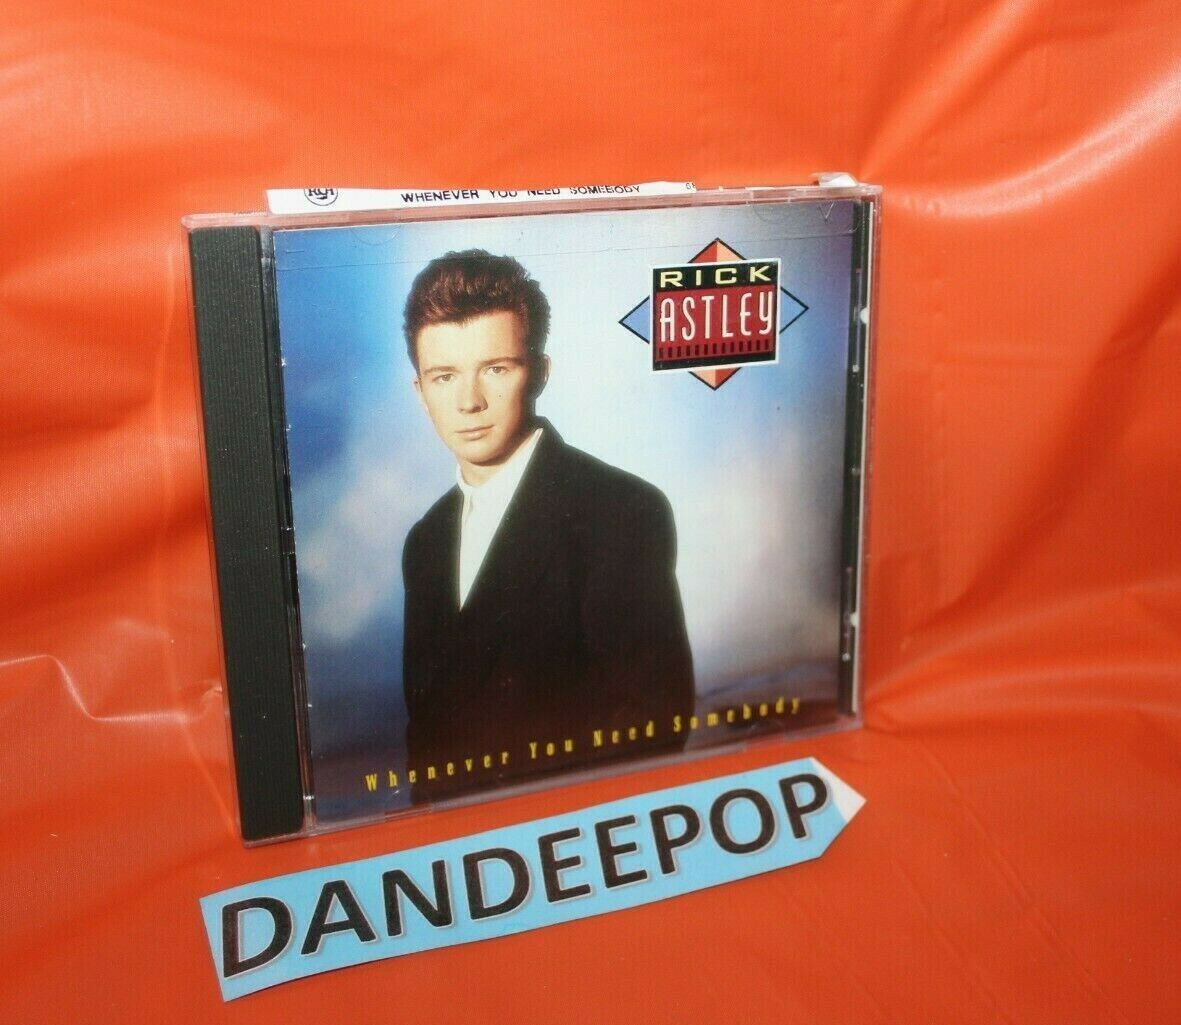 RCA
WHENEVER YOU NEED SOMEBODY
RICK
ASTLEY
Whenever You Need Somebody
DANDEEPOP